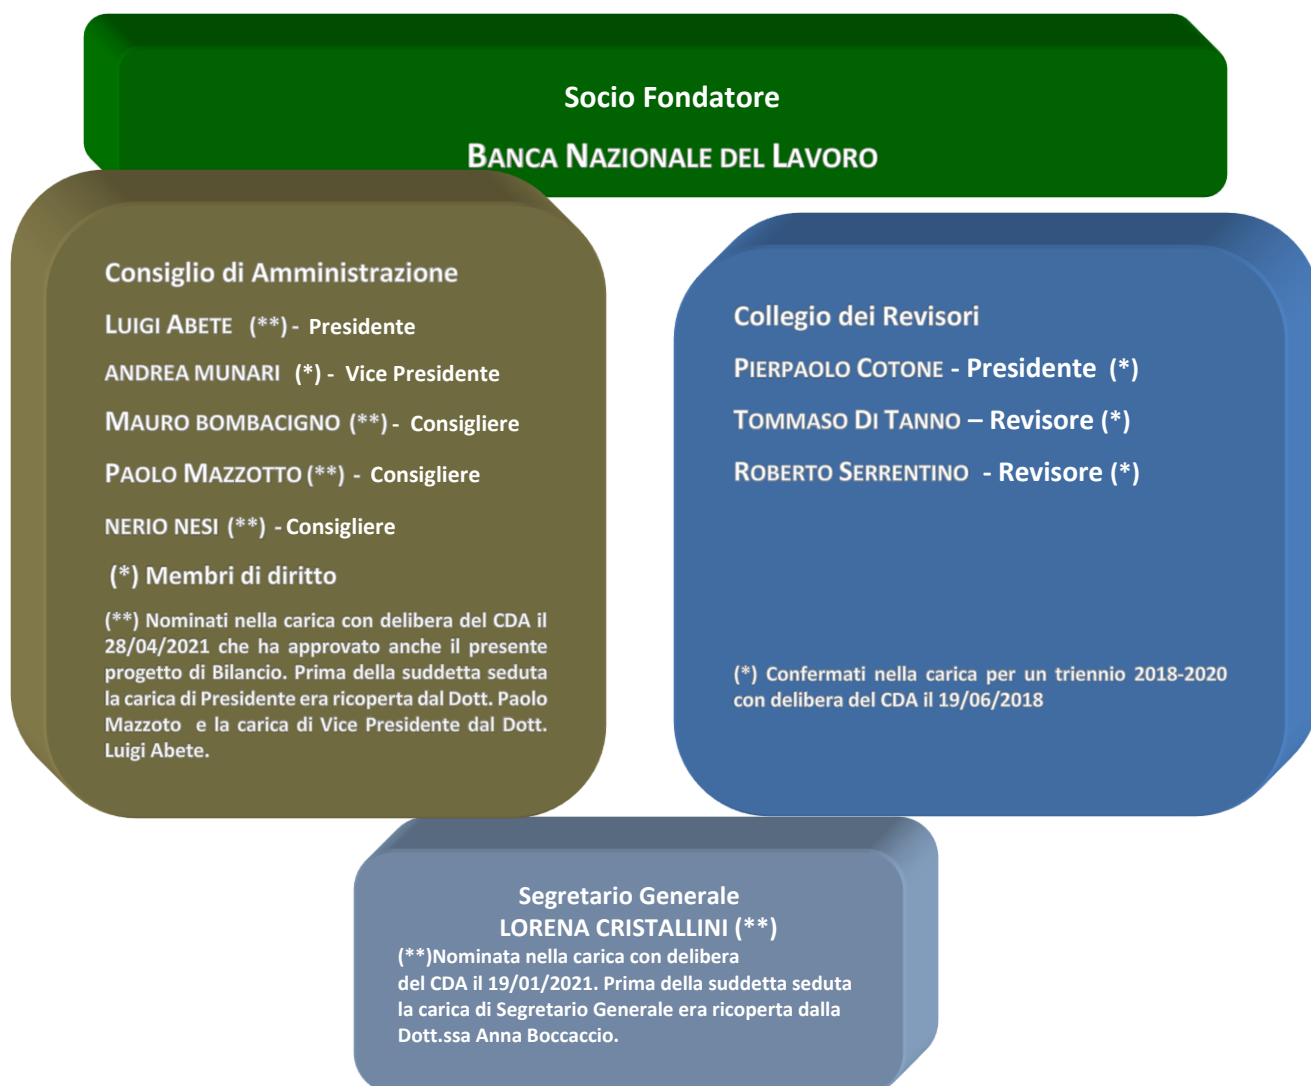 Socio Fondatore
BANCA NAZIONALE DEL LAVORO
Consiglio di Amministrazione
LUIGI ABETE (**) - Presidente
ANDREA MUNARI (*) - Vice Presidente
MAURO BOMBACIGNO (**) - Consigliere
PAOLO MAZZOTTO (**) - Consigliere
NERIO NESI (**) - Consigliere
(*) Membri di diritto
(**) Nominati nella carica con delibera del CDA il
28/04/2021 che ha approvato anche il presente
progetto di Bilancio. Prima della suddetta seduta
la carica di Presidente era ricoperta dal Dott. Paolo
Mazzoto e la carica di Vice Presidente dal Dott.
Luigi Abete.
Collegio dei Revisori
PIERPAOLO COTONE - Presidente (*)
TOMMASO DI TANNO – Revisore (*)
ROBERTO SERRENTINO - Revisore (*)
(*) Confermati nella carica per un triennio 2018-2020
con delibera del CDA il 19/06/2018
Segretario Generale
LORENA CRISTALLINI (**)
(**)Nominata nella carica con delibera
del CDA il 19/01/2021. Prima della suddetta seduta
la carica di Segretario Generale era ricoperta dalla
Dott.ssa Anna Boccaccio.